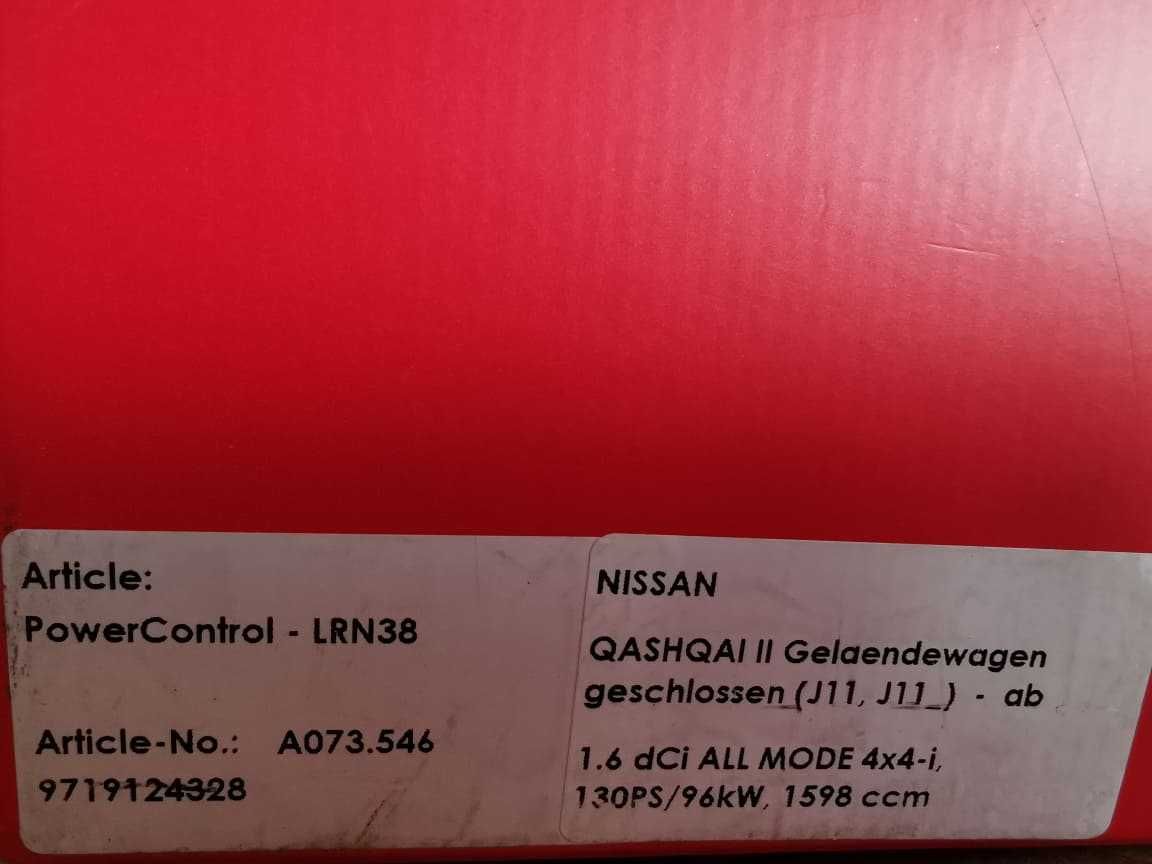 Article:
PowerControl - LRN38
Article-No.: A073.546
9719124328
NISSAN
QASHQAI II Gelaendewagen
geschlossen (J11, J11_) - ab
1.6 dCi ALL MODE 4x4-i,
130PS/96kW, 1598 ccm